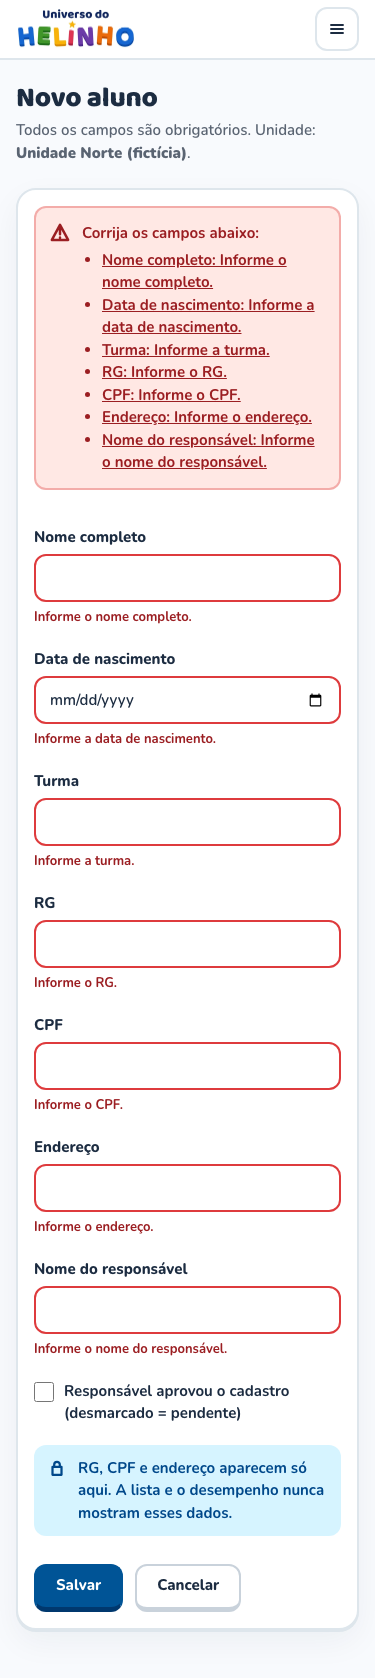 Universo do
HELINHO
Novo aluno
Todos os campos são obrigatórios. Unidade:
Unidade Norte (fictícia).
Corrija os campos abaixo:
Nome completo: Informe o
nome completo.
Data de nascimento: Informe a
data de nascimento.
Turma: Informe a turma.
RG: Informe o RG.
CPF: Informe o CPF.
Endereço: Informe o endereço.
Nome do responsável: Informe
o nome do responsável.
Nome completo
Informe o nome completo.
Data de nascimento
mm/dd/yyyy
Informe a data de nascimento.
Turma
Informe a turma.
RG
Informe o RG.
CPF
Informe o CPF.
Endereço
Informe o endereço.
Nome do responsável
Informe o nome do responsável.
Responsável aprovou o cadastro
(desmarcado = pendente)
RG, CPF e endereço aparecem só
aqui. A lista e o desempenho nunca
mostram esses dados.
Salvar
Cancelar